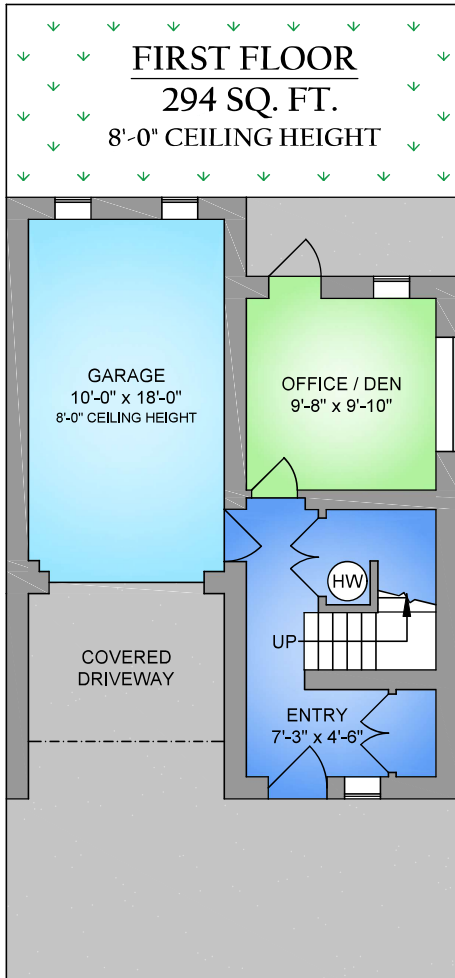 FIRST FLOOR
294 SQ. FT.
8'-0" CEILING HEIGHT
GARAGE
10'-0" x 18'-0"
8'-0" CEILING HEIGHT
OFFICE / DEN
9'-8" x 9'-10"
HW
UP
COVERED
DRIVEWAY
ENTRY
7'-3" x 4'-6"